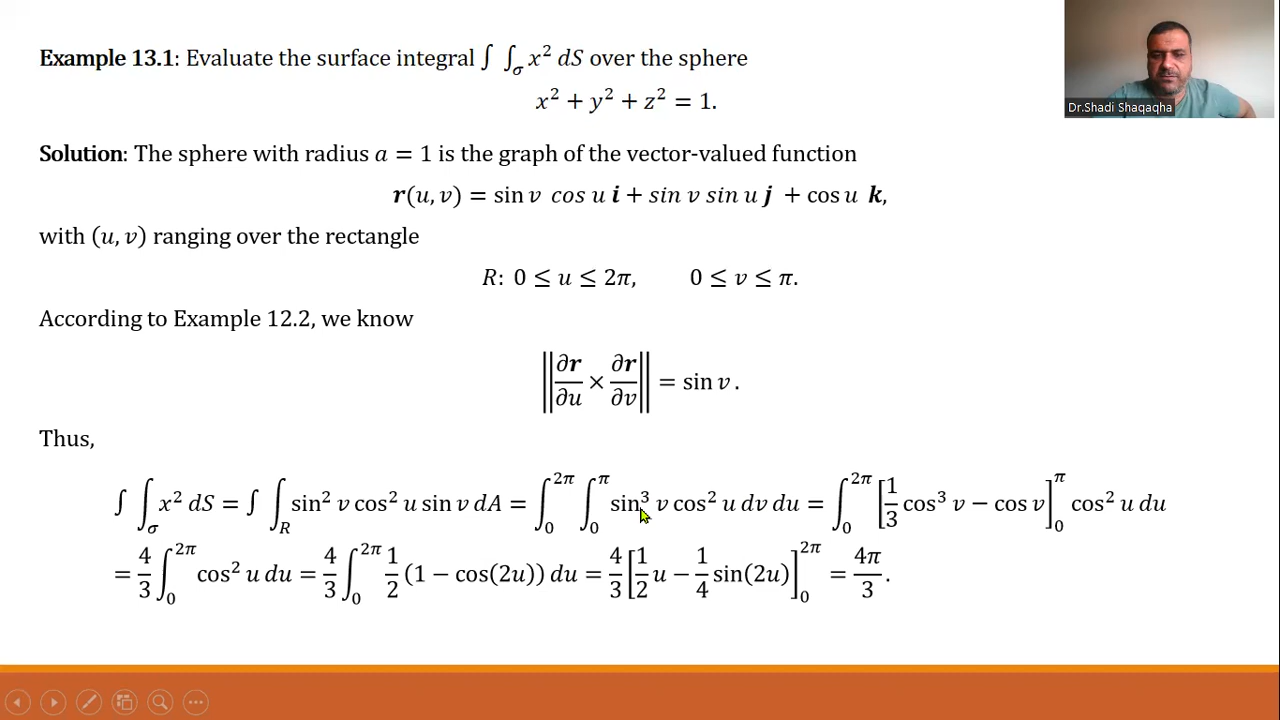 Example 13.1: Evaluate the surface integral ∫ ∫_σ x² dS over the sphere
x² + y² + z² = 1.
Dr.Shadi Shaqaqha
Solution: The sphere with radius a = 1 is the graph of the vector-valued function
r(u, v) = sin v cos u i + sin v sin u j + cos u k,
with (u, v) ranging over the rectangle
R: 0 ≤ u ≤ 2π, 0 ≤ v ≤ π.
According to Example 12.2, we know
‖∂r/∂u × ∂r/∂v‖ = sin v .
Thus,
∫ ∫_σ x² dS = ∫ ∫_R sin² v cos² u sin v dA = ∫_0^{2π} ∫_0^π sin³ v cos² u dv du = ∫_0^{2π} [1/3 cos³ v − cos v]_0^π cos² u du
= 4/3 ∫_0^{2π} cos² u du = 4/3 ∫_0^{2π} 1/2 (1 − cos(2u)) du = 4/3 [1/2 u − 1/4 sin(2u)]_0^{2π} = 4π/3 .